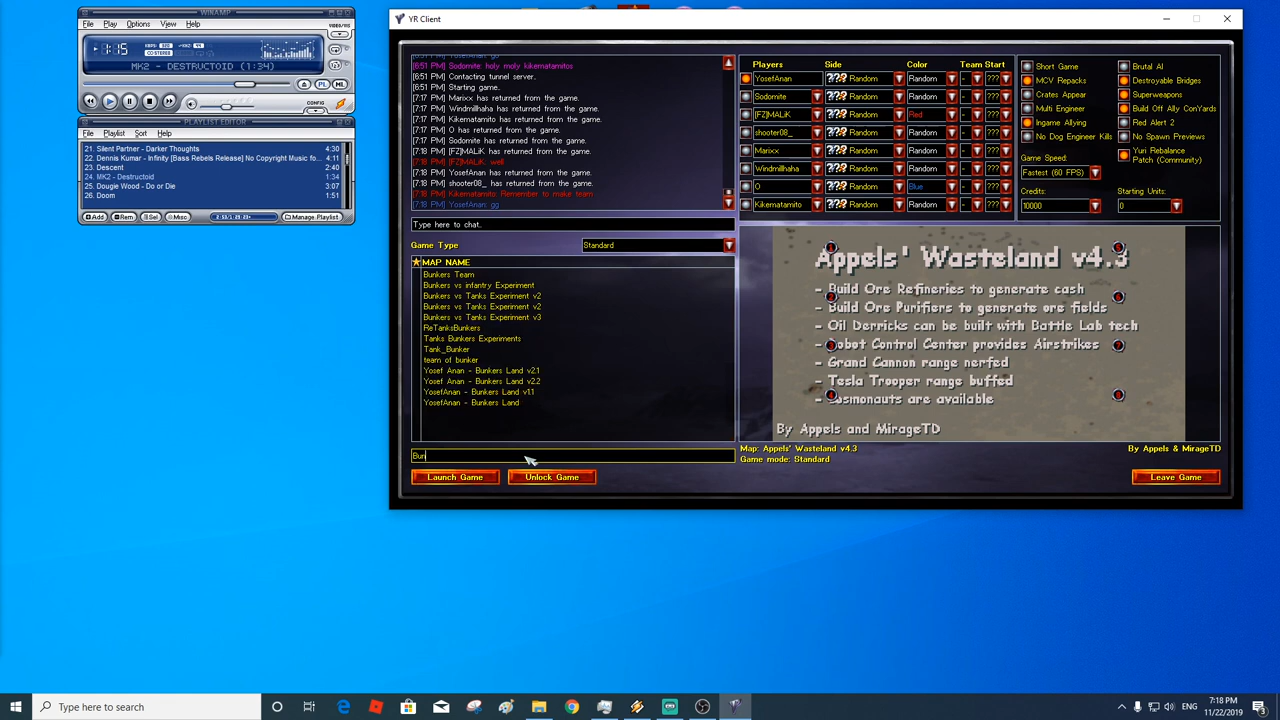 WINAMP
File Play Options View Help
1:15
CD-STEREO
MK2 - DESTRUCTOID (1:34)
PL ML
CONFIG
PLAYLIST EDITOR
File Playlist Sort Help
21. Silent Partner - Darker Thoughts 4:30
22. Dennis Kumar - Infinity [Bass Rebels Release] No Copyright Music fo... 4:11
23. Descent 2:40
24. MK2 - Destructoid 1:34
25. Dougie Wood - Do or Die 3:07
26. Doom 1:51
Add Rem Sel Misc Manage Playlist
YR Client
[6:51 PM] Sodomite: holy moly kikematamitos
[6:51 PM] Contacting tunnel server..
[6:51 PM] Starting game..
[7:17 PM] Marixx has returned from the game.
[7:17 PM] Windmillhaha has returned from the game.
[7:17 PM] Kikematamito has returned from the game.
[7:17 PM] O has returned from the game.
[7:17 PM] Sodomite has returned from the game.
[7:18 PM] [FZ]MALiK has returned from the game.
[7:18 PM] [FZ]MALiK: well
[7:18 PM] YosefAnan has returned from the game.
[7:18 PM] shooter08_ has returned from the game.
[7:18 PM] Kikematamito: Remember to make team
[7:18 PM] YosefAnan: gg
Type here to chat..
Game Type Standard
MAP NAME
Bunkers Team
Bunkers vs infantry Experiment
Bunkers vs Tanks Experiment v2
Bunkers vs Tanks Experiment v2
Bunkers vs Tanks Experiment v3
ReTanksBunkers
Tanks Bunkers Experiments
Tank_Bunker
team of bunker
Yosef Anan - Bunkers Land v2.1
Yosef Anan - Bunkers Land v2.2
YosefAnan - Bunkers Land v1.1
YosefAnan - Bunkers Land
Bun
Launch Game Unlock Game
Players Side Color Team Start
YosefAnan ??? Random Random - ???
Sodomite ??? Random Random - ???
[FZ]MALiK ??? Random Red - ???
shooter08_ ??? Random Random - ???
Marixx ??? Random Random - ???
Windmillhaha ??? Random Random - ???
O ??? Random Blue - ???
Kikematamito ??? Random Random - ???
Short Game Brutal AI
MCV Repacks Destroyable Bridges
Crates Appear Superweapons
Multi Engineer Build Off Ally ConYards
Ingame Allying Red Alert 2
No Dog Engineer Kills No Spawn Previews
Yuri Rebalance
Patch (Community)
Game Speed:
Fastest (60 FPS)
Credits: Starting Units:
10000 0
Appels' Wasteland v4.3
- Build Ore Refineries to generate cash
- Build Ore Purifiers to generate ore fields
- Oil Derricks can be built with Battle Lab tech
- Robot Control Center provides Airstrikes
- Grand Cannon range nerfed
- Tesla Trooper range buffed
- Cosmonauts are available
By Appels and MirageTD
Map: Appels' Wasteland v4.3 By Appels & MirageTD
Game mode: Standard
Leave Game
Type here to search
ENG
7:18 PM
11/22/2019
3